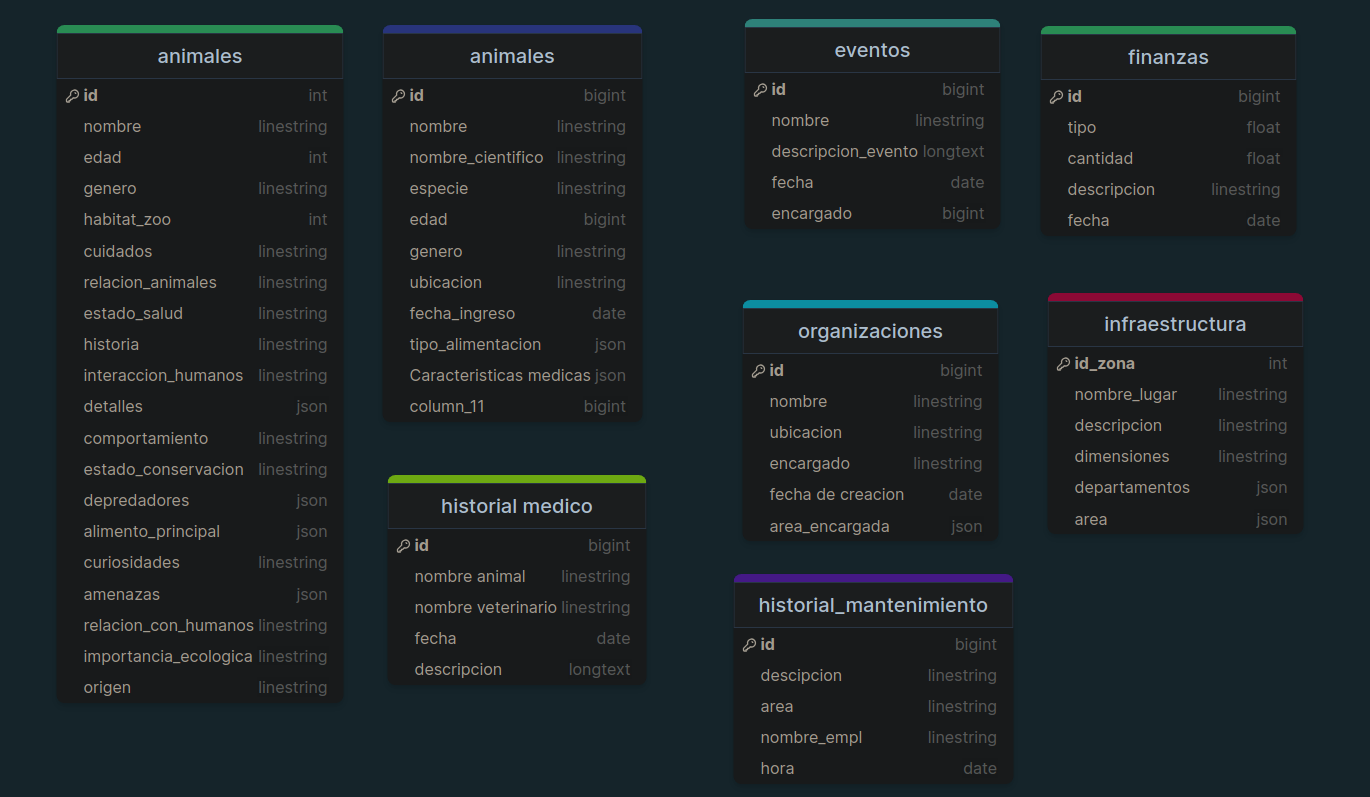 animales
id int
nombre linestring
edad int
genero linestring
habitat_zoo int
cuidados linestring
relacion_animales linestring
estado_salud linestring
historia linestring
interaccion_humanos linestring
detalles json
comportamiento linestring
estado_conservacion linestring
depredadores json
alimento_principal json
curiosidades linestring
amenazas json
relacion_con_humanos linestring
importancia_ecologica linestring
origen linestring
animales
id bigint
nombre linestring
nombre_cientifico linestring
especie linestring
edad bigint
genero linestring
ubicacion linestring
fecha_ingreso date
tipo_alimentacion json
Caracteristicas medicas json
column_11 bigint
historial medico
id bigint
nombre animal linestring
nombre veterinario linestring
fecha date
descripcion longtext
eventos
id bigint
nombre linestring
descripcion_evento longtext
fecha date
encargado bigint
organizaciones
id bigint
nombre linestring
ubicacion linestring
encargado linestring
fecha de creacion date
area_encargada json
historial_mantenimiento
id bigint
descipcion linestring
area linestring
nombre_empl linestring
hora date
finanzas
id bigint
tipo float
cantidad float
descripcion linestring
fecha date
infraestructura
id_zona int
nombre_lugar linestring
descripcion linestring
dimensiones linestring
departamentos json
area json